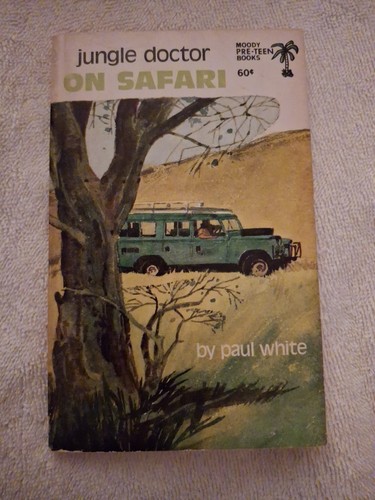 jungle doctor
ON SAFARI
MOODY
PRE-TEEN
BOOKS
60¢
by paul white